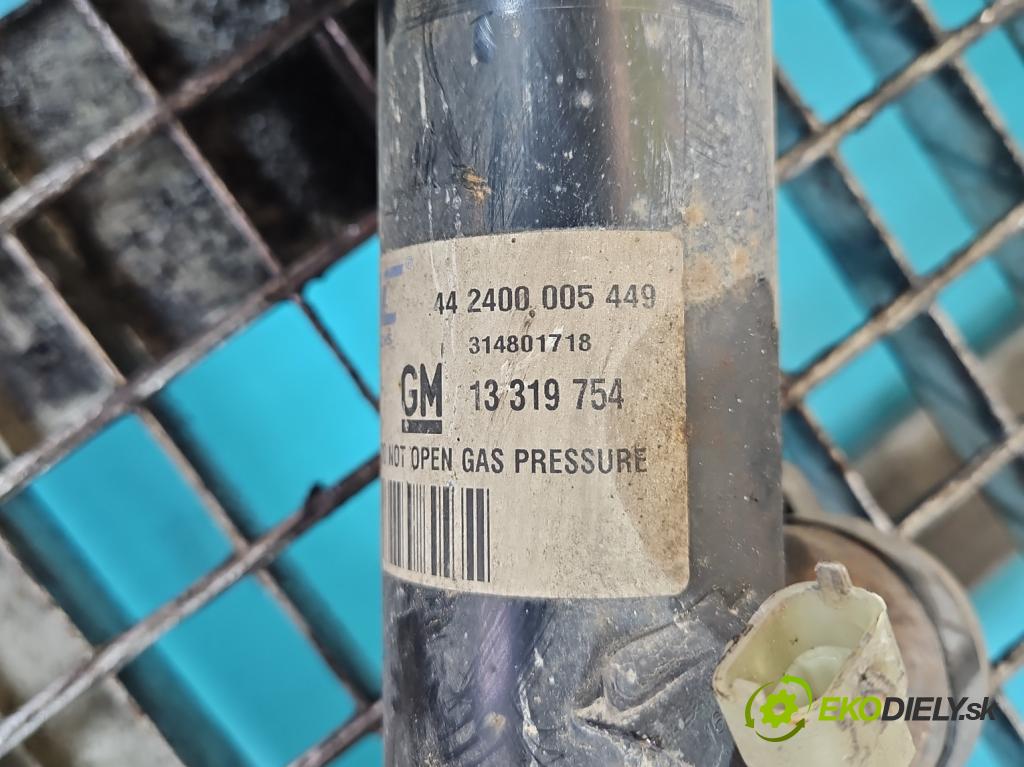 44 2400 005 449
314801718
GM 13 319 754
NOT OPEN GAS PRESSURE
EKODIELY.sk